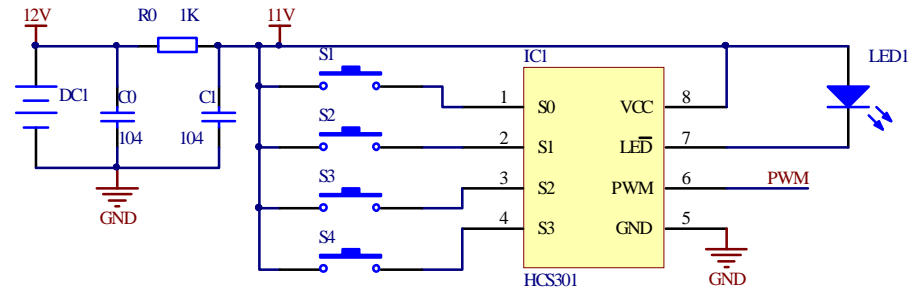 12V
R0 1K
11V
S1
IC1
LED1
DC1
C0
C1
104
104
1 S0 VCC 8
S2
2 S1 LED 7
S3
3 S2 PWM 6 PWM
4 S3 GND 5
S4
GND
GND
HCS301